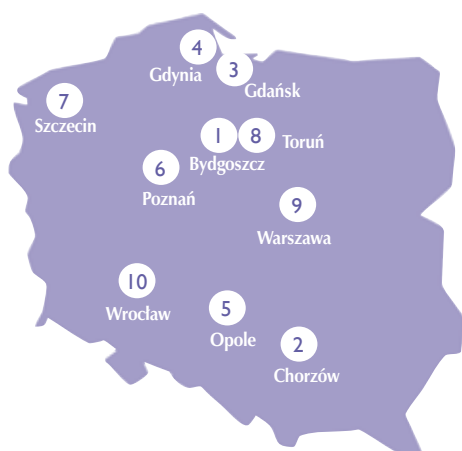 4
Gdynia
3
Gdańsk
7
Szczecin
1
Bydgoszcz
8
Toruń
6
Poznań
9
Warszawa
10
Wrocław
5
Opole
2
Chorzów